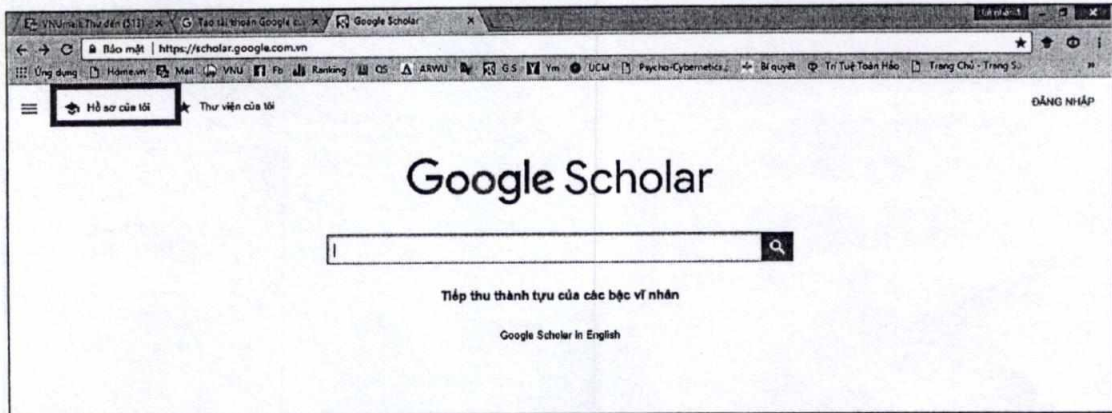 VNUmail: Thư đến (513) × G Tạo tài khoản Google × Google Scholar ×
Bảo mật | https://scholar.google.com.vn
Ứng dụng Home.vn Mail VNU Fb Ranking QS ARWU GS Ym UCM Psycho-Cybernetics Bí quyết Trí Tuệ Toàn Hảo Trang Chủ - Trang S
Hồ sơ của tôi Thư viện của tôi ĐĂNG NHẬP
Google Scholar
Tiếp thu thành tựu của các bậc vĩ nhân
Google Scholar in English